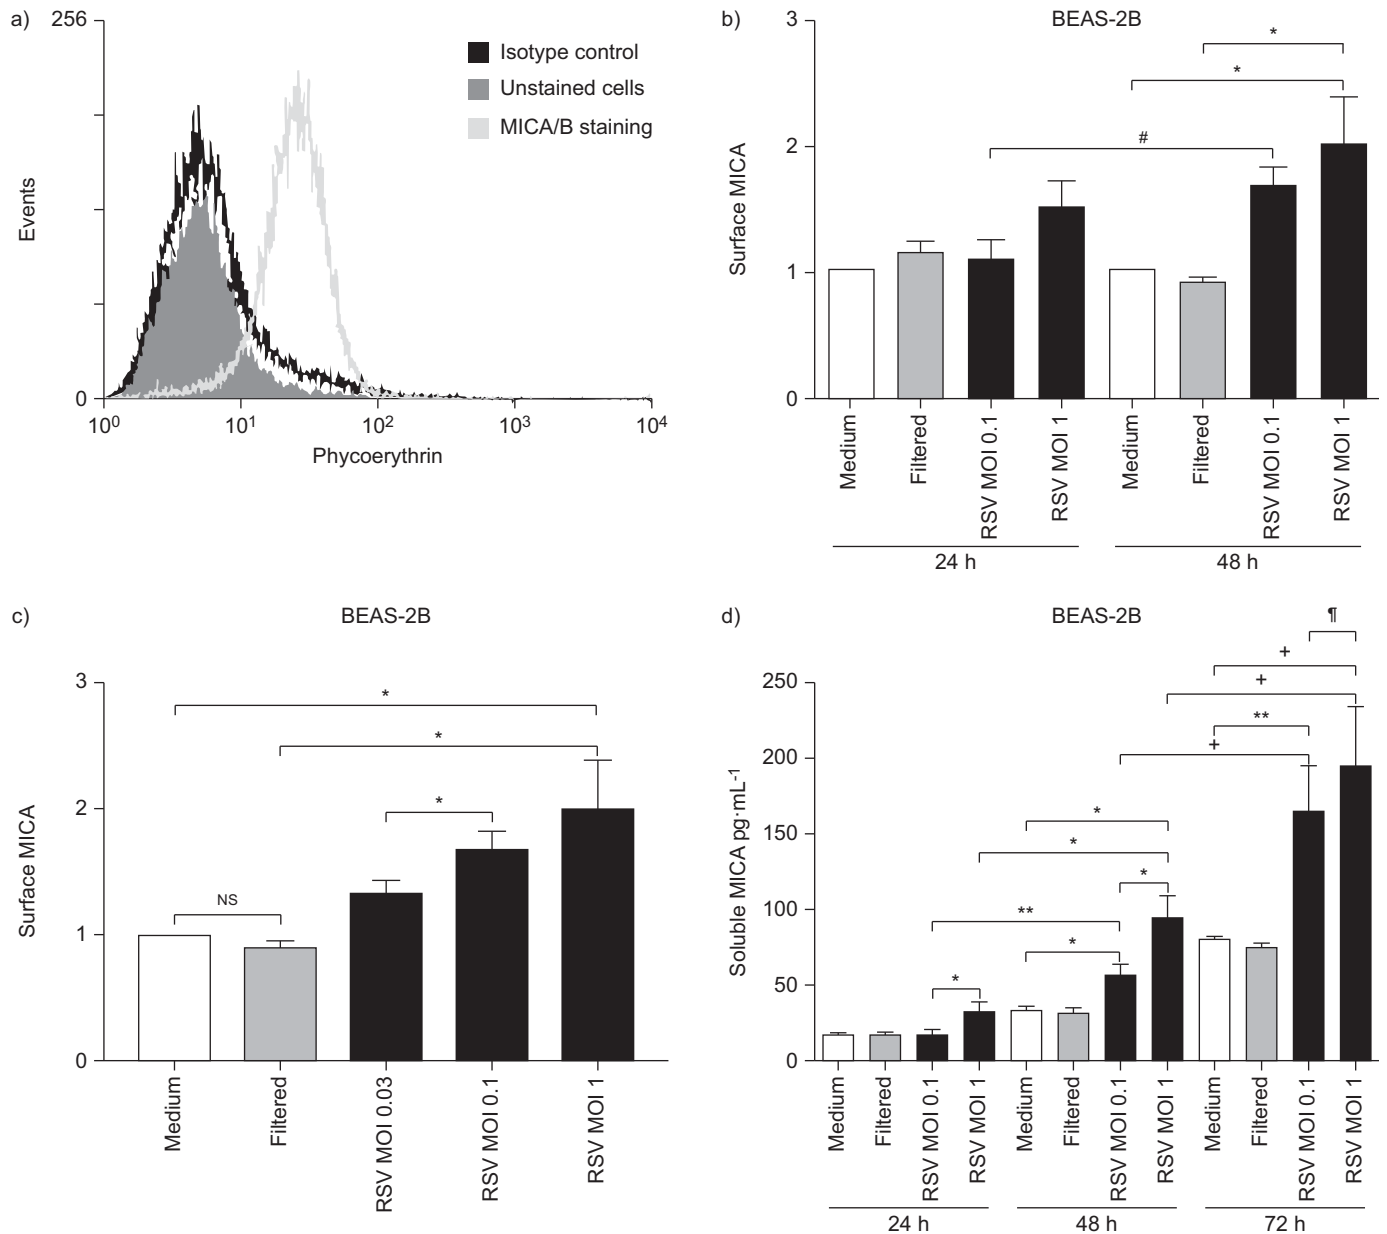 a)
256
Isotype control
Unstained cells
MICA/B staining
Events
0
10⁰ 10¹ 10² 10³ 10⁴
Phycoerythrin
b)
BEAS-2B
3
*
*
2
#
Surface MICA
1
0
Medium
Filtered
RSV MOI 0.1
RSV MOI 1
Medium
Filtered
RSV MOI 0.1
RSV MOI 1
24 h
48 h
c)
BEAS-2B
3
*
*
2
*
Surface MICA
NS
1
0
Medium
Filtered
RSV MOI 0.03
RSV MOI 0.1
RSV MOI 1
d)
BEAS-2B
¶
+
250
+
**
200
+
150
*
*
*
100
**
*
50
*
0
Soluble MICA pg·mL⁻¹
Medium
Filtered
RSV MOI 0.1
RSV MOI 1
Medium
Filtered
RSV MOI 0.1
RSV MOI 1
Medium
Filtered
RSV MOI 0.1
RSV MOI 1
24 h
48 h
72 h